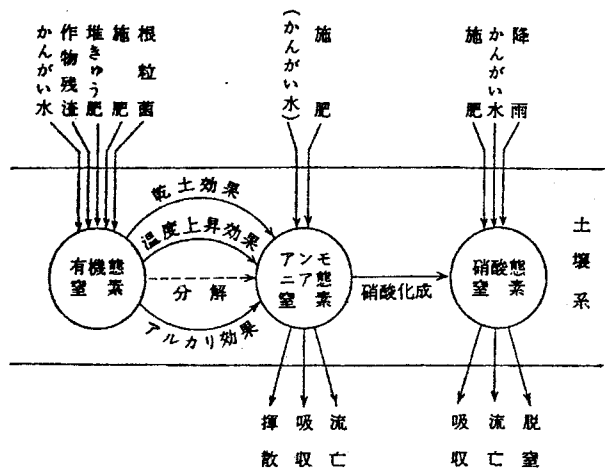 根粒菌
施肥
堆きゅう肥
作物残渣
かんがい水
施肥
(かんがい水)
降雨
かんがい水
施肥
土壌系
乾土効果
温度上昇効果
分解
アルカリ効果
有機態
窒素
アンモ
ニア態
窒素
硝酸化成
硝酸態
窒素
揮散
吸収
流亡
吸収
流亡
脱窒